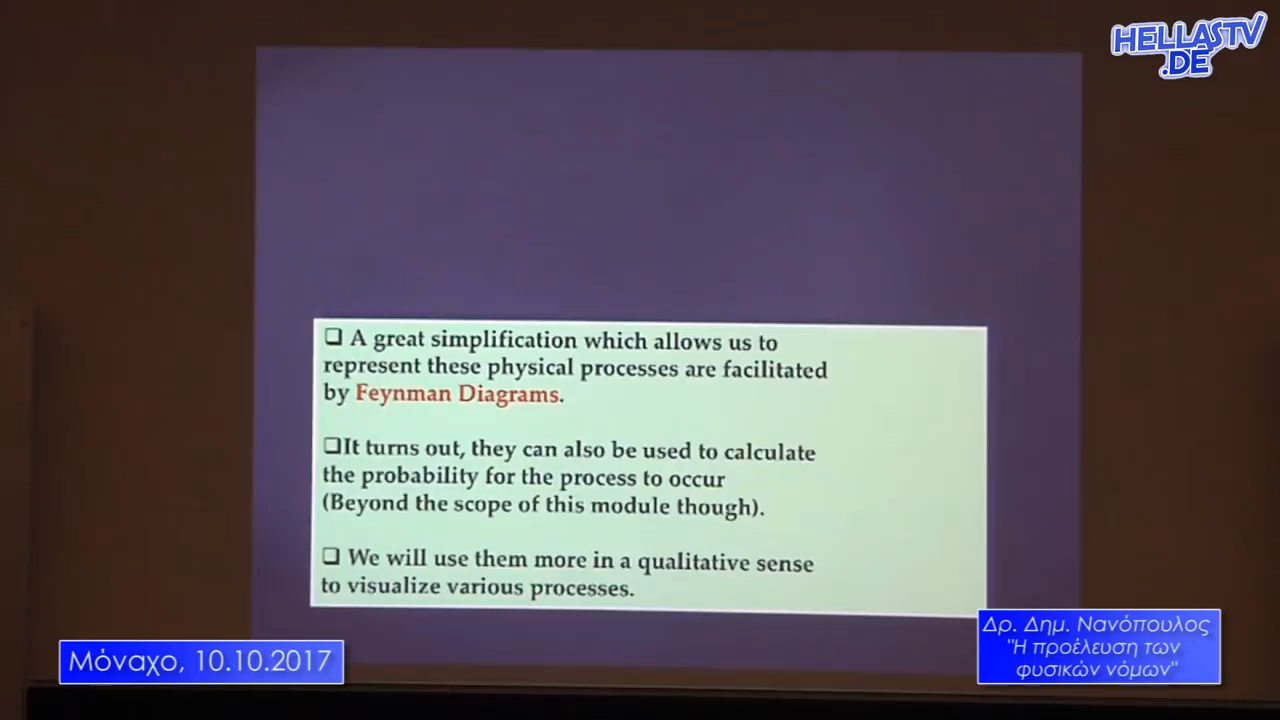 HELLASTV
.DE
❑ A great simplification which allows us to
represent these physical processes are facilitated
by Feynman Diagrams.
❑It turns out, they can also be used to calculate
the probability for the process to occur
(Beyond the scope of this module though).
❑ We will use them more in a qualitative sense
to visualize various processes.
Μόναχο, 10.10.2017
Δρ. Δημ. Νανόπουλος
"Η προέλευση των
φυσικών νόμων"